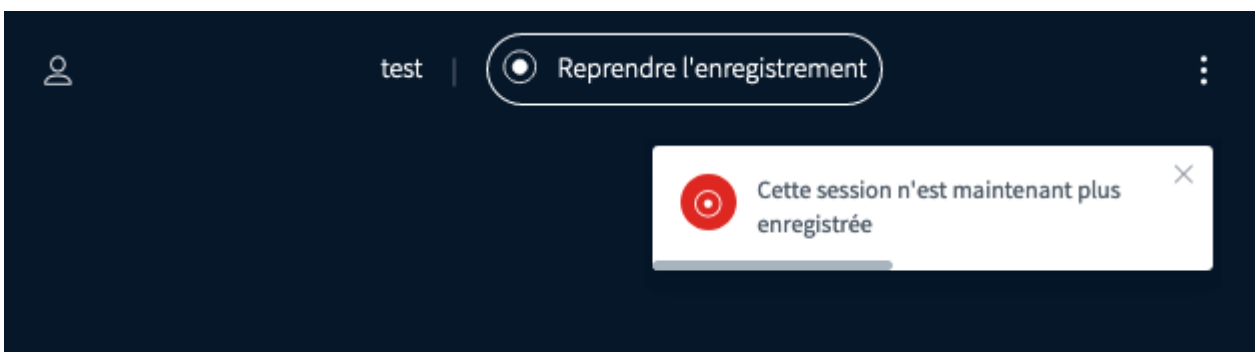 test | Reprendre l'enregistrement
Cette session n'est maintenant plus
enregistrée